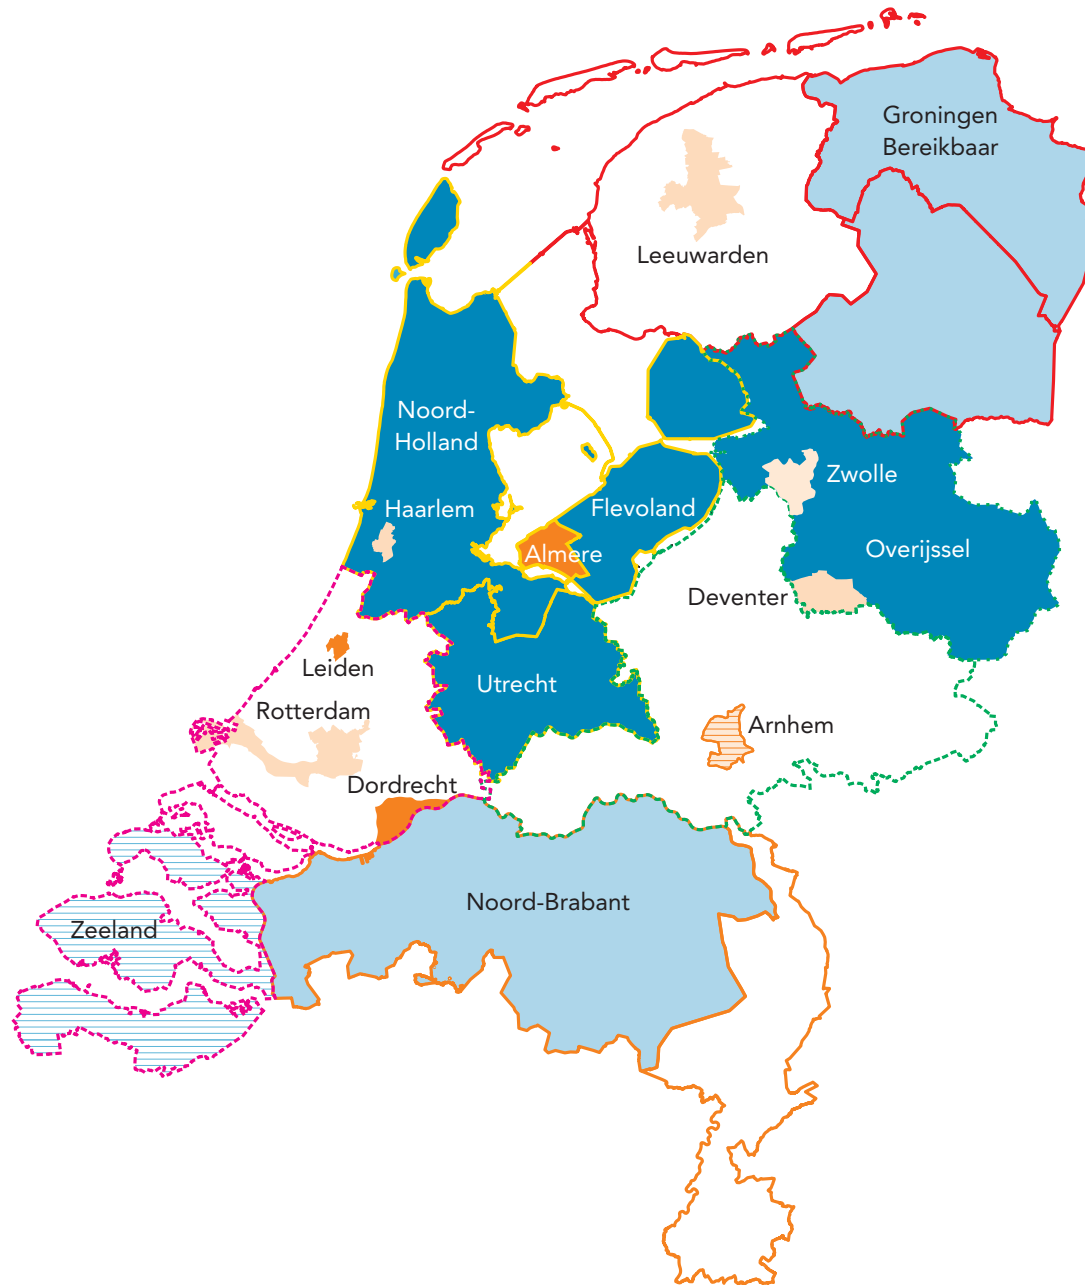 Groningen
Bereikbaar
Leeuwarden
Noord-
Holland
Zwolle
Haarlem
Flevoland
Almere
Overijssel
Deventer
Leiden
Utrecht
Rotterdam
Arnhem
Dordrecht
Noord-Brabant
Zeeland